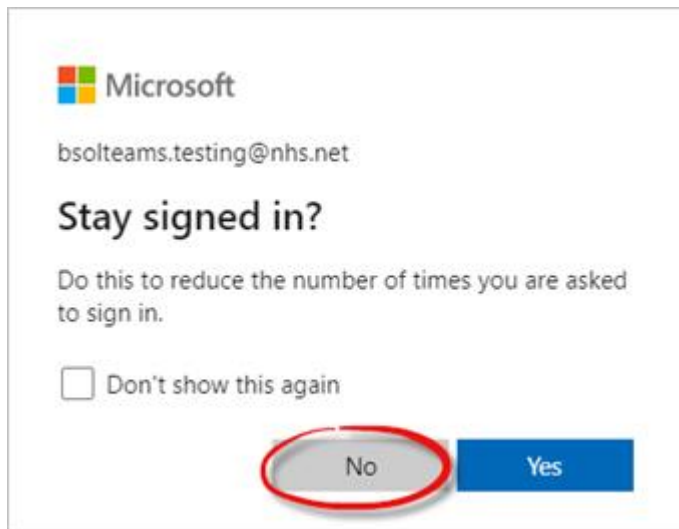 Microsoft
bsolteams.testing@nhs.net
Stay signed in?
Do this to reduce the number of times you are asked
to sign in.
Don't show this again
No
Yes